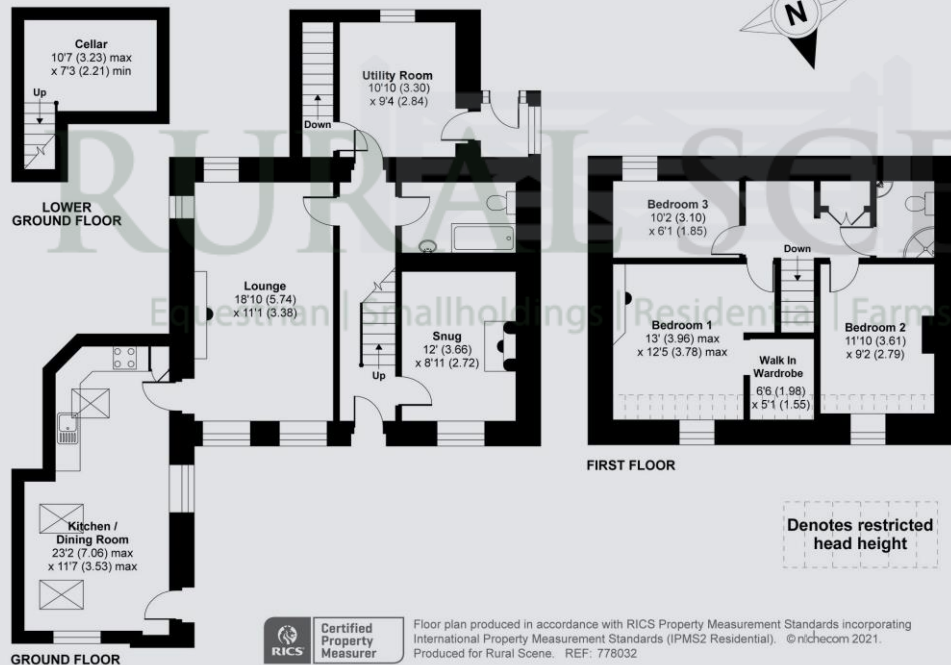 Cellar
10'7 (3.23) max
x 7'3 (2.21) min
Up
LOWER
GROUND FLOOR
Utility Room
10'10 (3.30)
x 9'4 (2.84)
Down
N
RURAL SCE
Equestrian | Smallholdings | Residential | Farms
Lounge
18'10 (5.74)
x 11'1 (3.38)
Snug
12' (3.66)
x 8'11 (2.72)
Up
Kitchen /
Dining Room
23'2 (7.06) max
x 11'7 (3.53) max
GROUND FLOOR
Bedroom 3
10'2 (3.10)
x 6'1 (1.85)
Down
Bedroom 1
13' (3.96) max
x 12'5 (3.78) max
Walk In
Wardrobe
6'6 (1.98)
x 5'1 (1.55)
Bedroom 2
11'10 (3.61)
x 9'2 (2.79)
FIRST FLOOR
Denotes restricted
head height
RICS
Certified
Property
Measurer
Floor plan produced in accordance with RICS Property Measurement Standards incorporating
International Property Measurement Standards (IPMS2 Residential). © nichecom 2021.
Produced for Rural Scene. REF: 778032